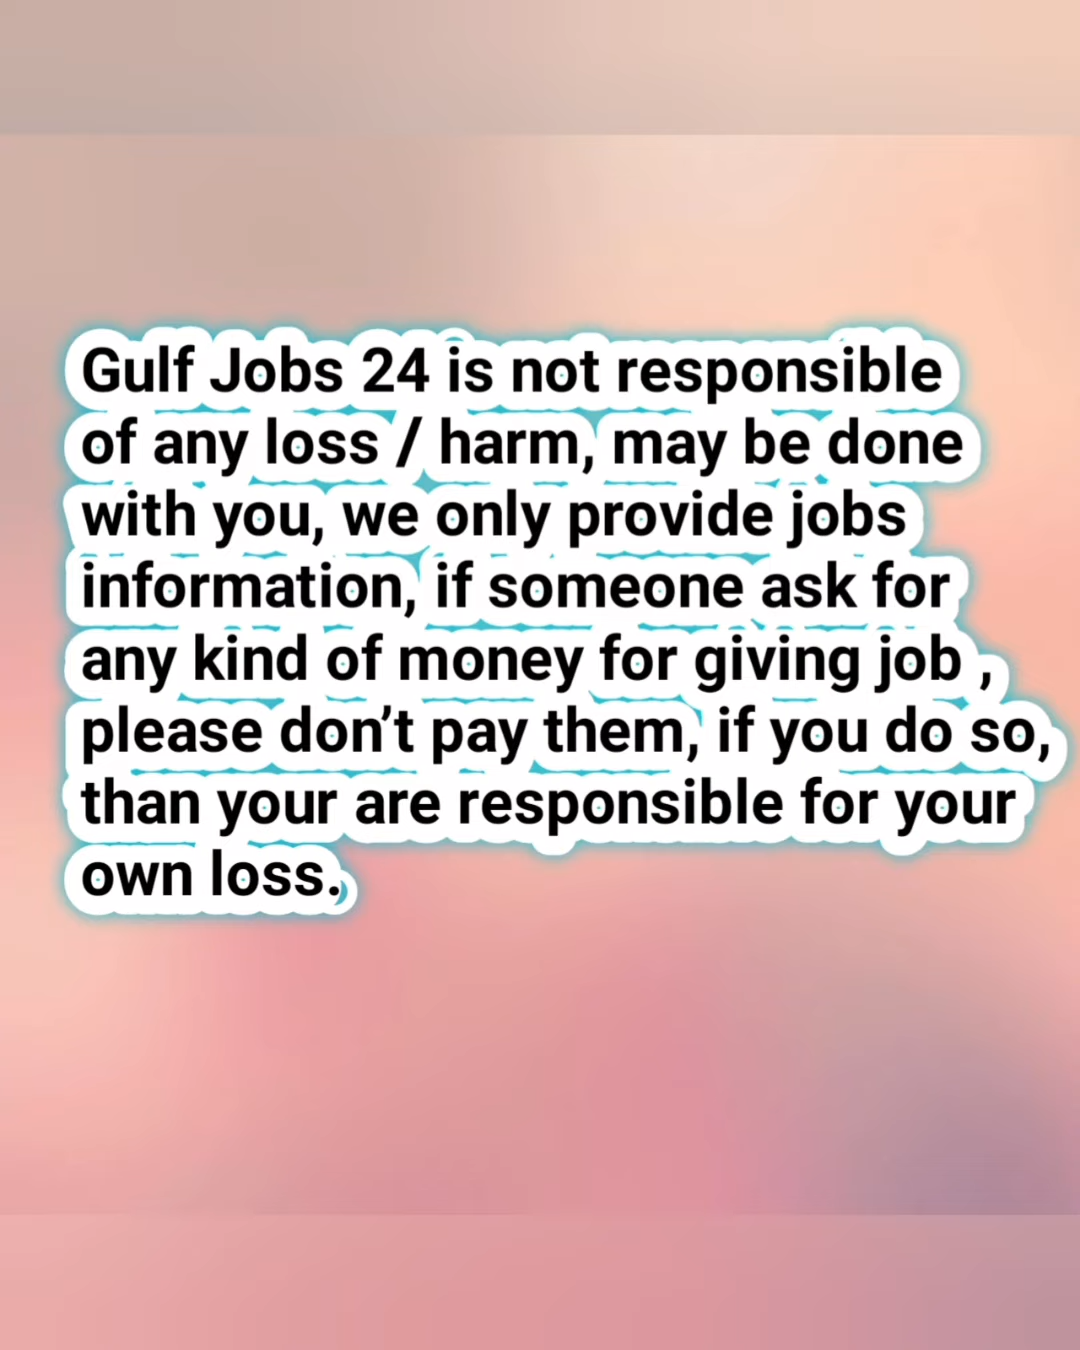 Gulf Jobs 24 is not responsible
of any loss / harm, may be done
with you, we only provide jobs
information, if someone ask for
any kind of money for giving job ,
please don’t pay them, if you do so,
than your are responsible for your
own loss.